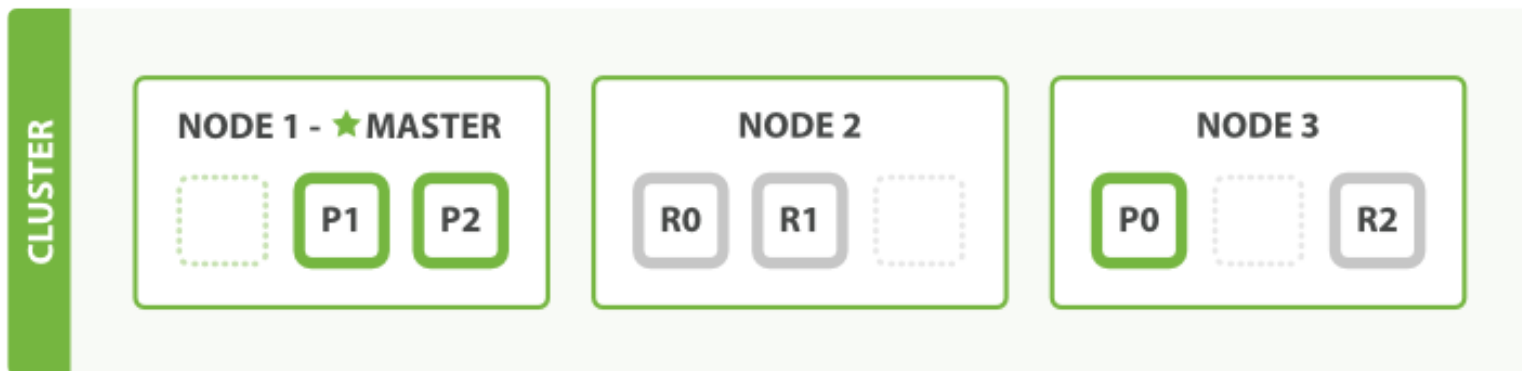 CLUSTER
NODE 1 - ★ MASTER
P1
P2
NODE 2
R0
R1
NODE 3
P0
R2